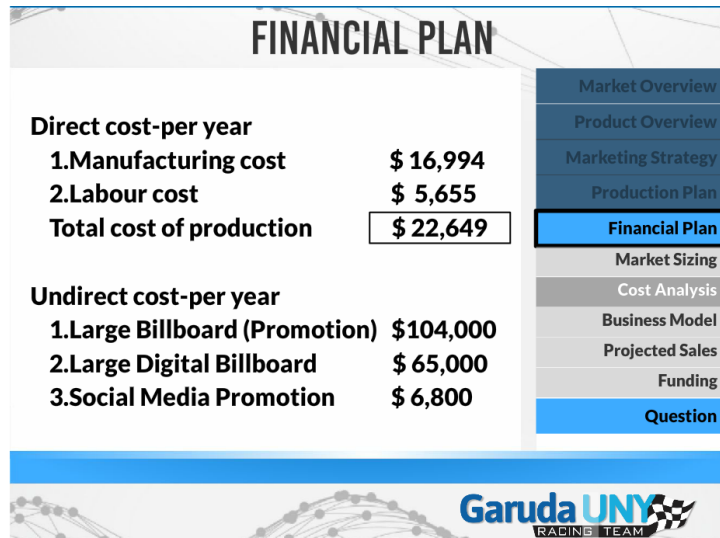 FINANCIAL PLAN
Direct cost-per year
1.Manufacturing cost $ 16,994
2.Labour cost $ 5,655
Total cost of production $ 22,649
Undirect cost-per year
1.Large Billboard (Promotion) $104,000
2.Large Digital Billboard $ 65,000
3.Social Media Promotion $ 6,800
Market Overview
Product Overview
Marketing Strategy
Production Plan
Financial Plan
Market Sizing
Cost Analysis
Business Model
Projected Sales
Funding
Question
Garuda UNY
RACING TEAM